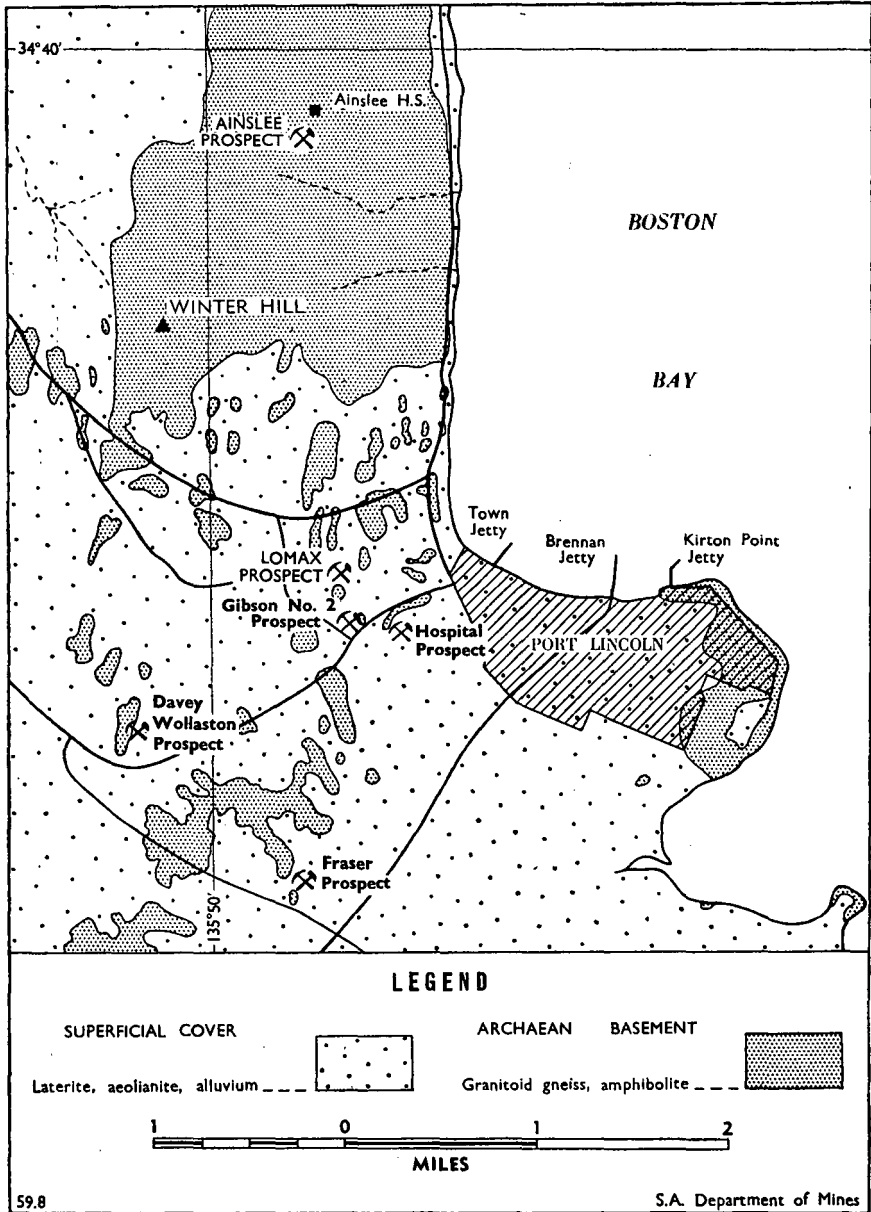 34°40'
Ainslee H.S.
AINSLEE
PROSPECT
BOSTON
WINTER HILL
BAY
Town
Jetty
Brennan
Jetty
Kirton Point
Jetty
LOMAX
PROSPECT
Gibson No. 2
Prospect
Hospital
Prospect
PORT LINCOLN
Davey
Wollaston
Prospect
Fraser
Prospect
135°50'
LEGEND
SUPERFICIAL COVER
Laterite, aeolianite, alluvium
ARCHAEAN BASEMENT
Granitoid gneiss, amphibolite
1 0 1 2
MILES
59.8
S.A. Department of Mines